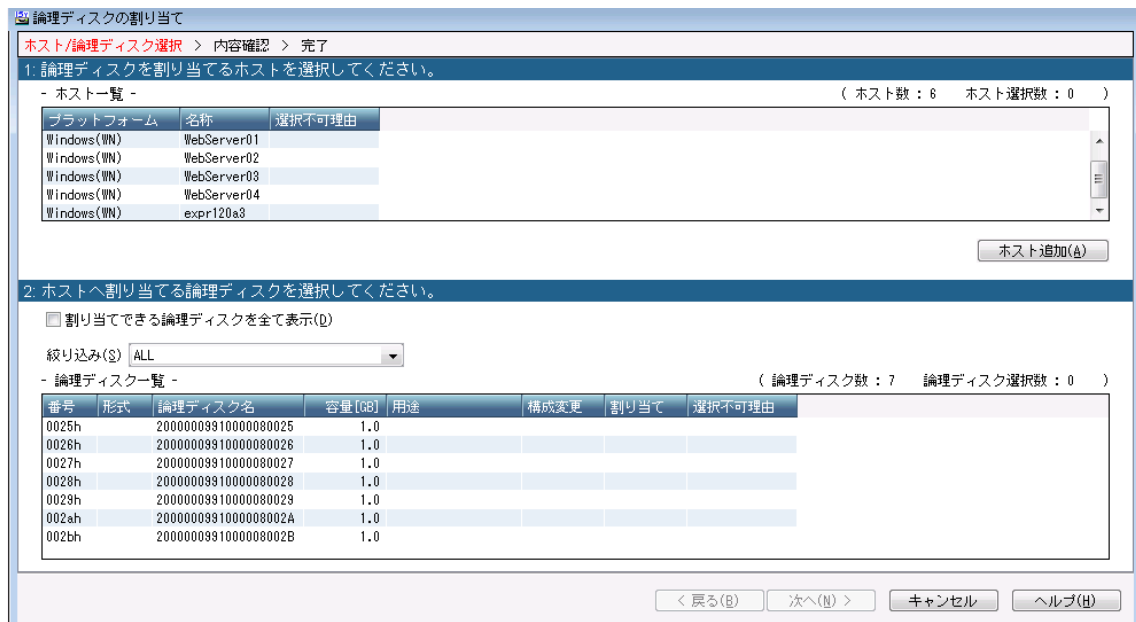 論理ディスクの割り当て
ホスト/論理ディスク選択 > 内容確認 > 完了
1: 論理ディスクを割り当てるホストを選択してください。
- ホスト一覧 - ( ホスト数 : 6 ホスト選択数 : 0 )
プラットフォーム 名称 選択不可理由
Windows(WN) WebServer01
Windows(WN) WebServer02
Windows(WN) WebServer03
Windows(WN) WebServer04
Windows(WN) expr120a3
ホスト追加(A)
2: ホストへ割り当てる論理ディスクを選択してください。
割り当てできる論理ディスクを全て表示(D)
絞り込み(S) ALL
- 論理ディスク一覧 - ( 論理ディスク数 : 7 論理ディスク選択数 : 0 )
番号 形式 論理ディスク名 容量[GB] 用途 構成変更 割り当て 選択不可理由
0025h 20000009910000080025 1.0
0026h 20000009910000080026 1.0
0027h 20000009910000080027 1.0
0028h 20000009910000080028 1.0
0029h 20000009910000080029 1.0
002ah 2000000991000008002A 1.0
002bh 2000000991000008002B 1.0
< 戻る(B) 次へ(N) > キャンセル ヘルプ(H)